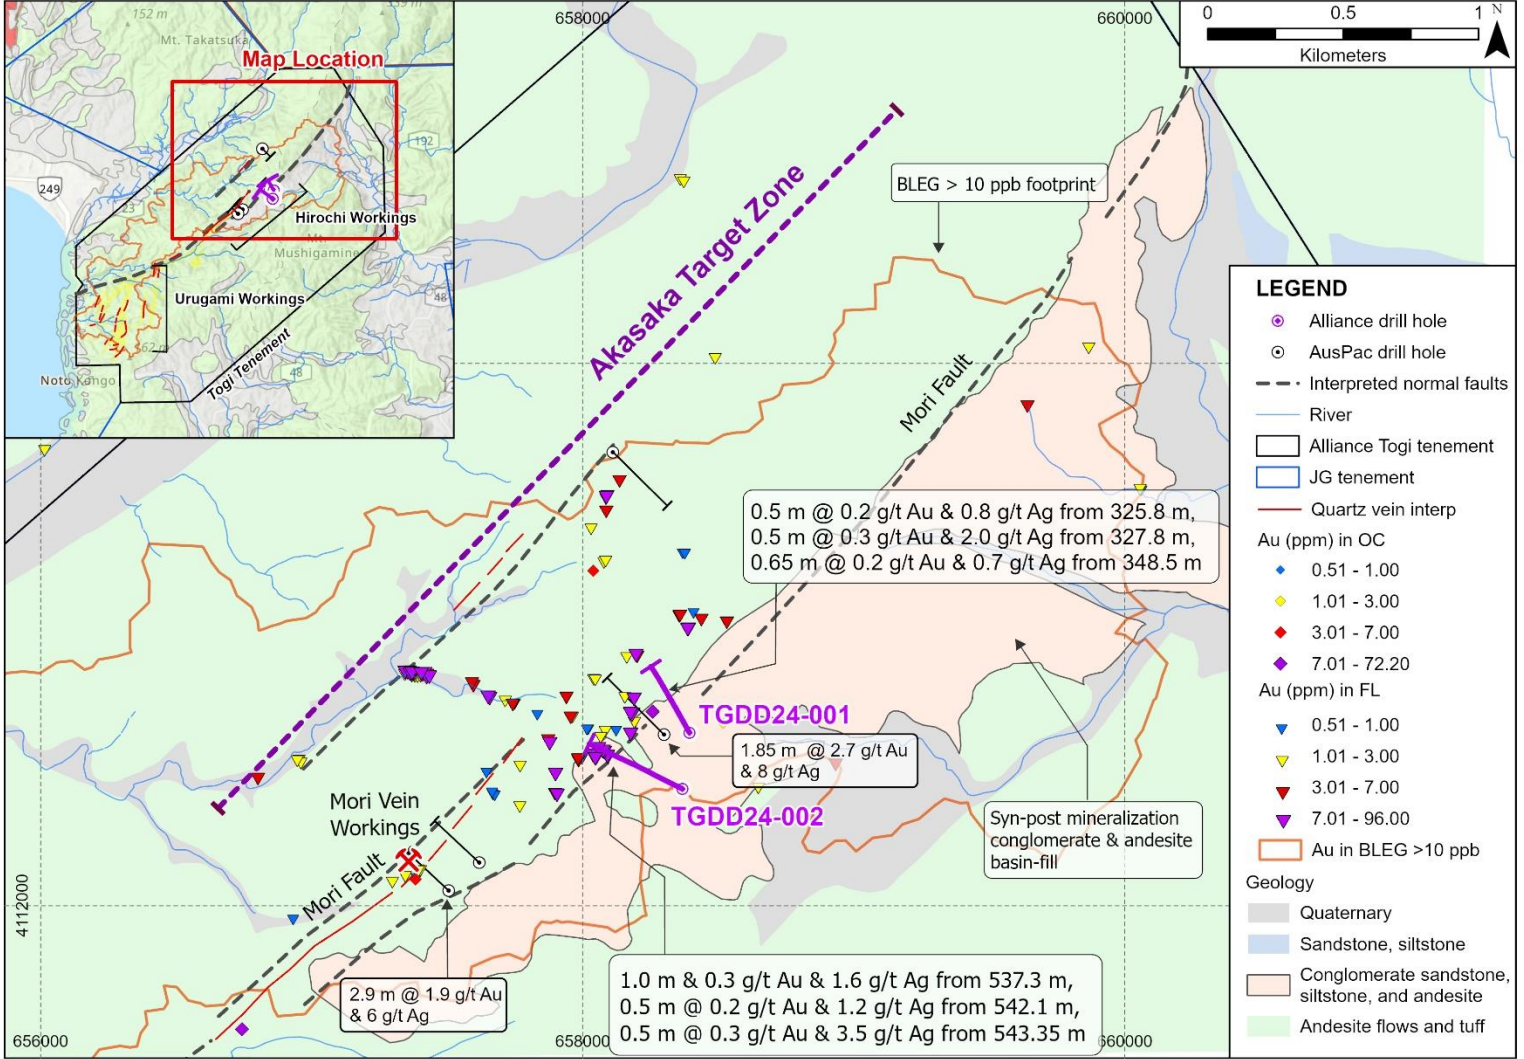 152 m
339 m
Mt. Takatsuka
Map Location
192
249
23
Hirochi Workings
Mt.
Mushigamine
Urugami Workings
48
62 m
48
Noto Kongo
Togi Tenement
658000
660000
0 0.5 1
Kilometers
N
Akasaka Target Zone
BLEG > 10 ppb footprint
Mori Fault
0.5 m @ 0.2 g/t Au & 0.8 g/t Ag from 325.8 m,
0.5 m @ 0.3 g/t Au & 2.0 g/t Ag from 327.8 m,
0.65 m @ 0.2 g/t Au & 0.7 g/t Ag from 348.5 m
TGDD24-001
1.85 m @ 2.7 g/t Au
& 8 g/t Ag
TGDD24-002
Mori Vein
Workings
Mori Fault
Syn-post mineralization
conglomerate & andesite
basin-fill
4112000
2.9 m @ 1.9 g/t Au
& 6 g/t Ag
1.0 m & 0.3 g/t Au & 1.6 g/t Ag from 537.3 m,
0.5 m @ 0.2 g/t Au & 1.2 g/t Ag from 542.1 m,
0.5 m @ 0.3 g/t Au & 3.5 g/t Ag from 543.35 m
656000
658000
660000
LEGEND
Alliance drill hole
AusPac drill hole
Interpreted normal faults
River
Alliance Togi tenement
JG tenement
Quartz vein interp
Au (ppm) in OC
0.51 - 1.00
1.01 - 3.00
3.01 - 7.00
7.01 - 72.20
Au (ppm) in FL
0.51 - 1.00
1.01 - 3.00
3.01 - 7.00
7.01 - 96.00
Au in BLEG >10 ppb
Geology
Quaternary
Sandstone, siltstone
Conglomerate sandstone,
siltstone, and andesite
Andesite flows and tuff